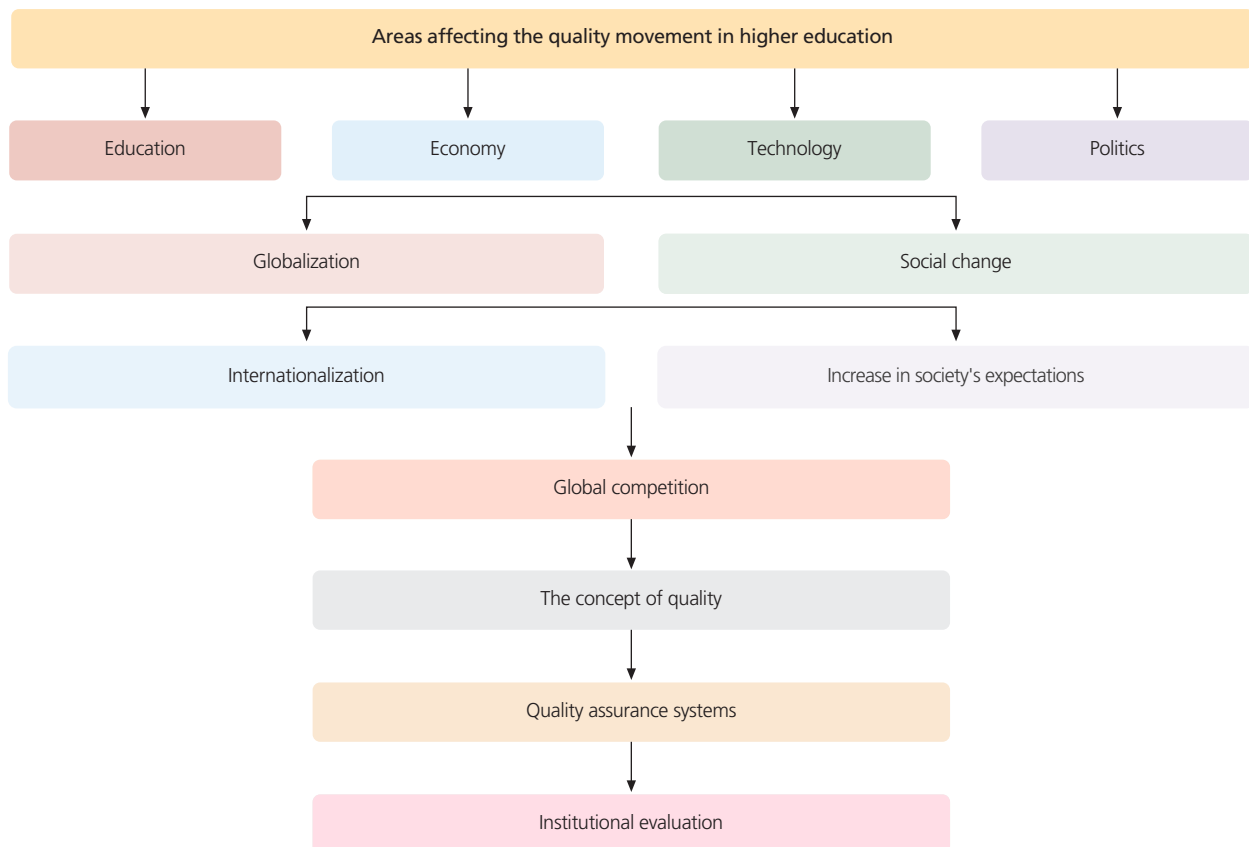 Areas affecting the quality movement in higher education
Education
Economy
Technology
Politics
Globalization
Social change
Internationalization
Increase in society's expectations
Global competition
The concept of quality
Quality assurance systems
Institutional evaluation